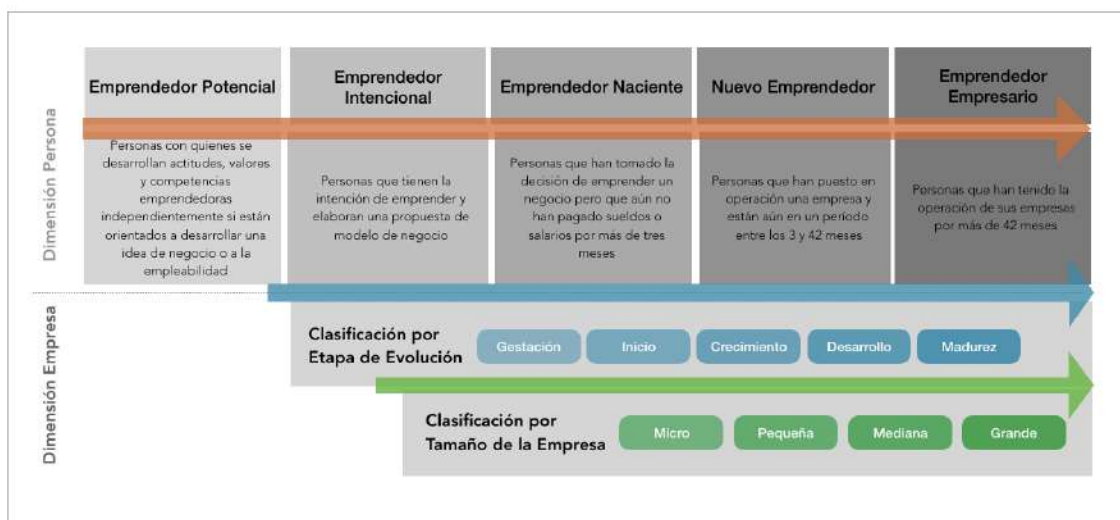 Dimensión Persona
Emprendedor Potencial
Personas con quienes se
desarrollan actitudes, valores
y competencias
emprendedoras
independientemente si están
orientados a desarrollar una
idea de negocio o a la
empleabilidad
Emprendedor
Intencional
Personas que tienen la
intención de emprender y
elaboran una propuesta de
modelo de negocio
Emprendedor Naciente
Personas que han tomado la
decisión de emprender un
negocio pero que aún no
han pagado sueldos o
salarios por más de tres
meses
Nuevo Emprendedor
Personas que han puesto en
operación una empresa y
están aún en un período
entre los 3 y 42 meses
Emprendedor
Empresario
Personas que han tenido la
operación de sus empresas
por más de 42 meses
Dimensión Empresa
Clasificación por
Etapa de Evolución
Gestación
Inicio
Crecimiento
Desarrollo
Madurez
Clasificación por
Tamaño de la Empresa
Micro
Pequeña
Mediana
Grande